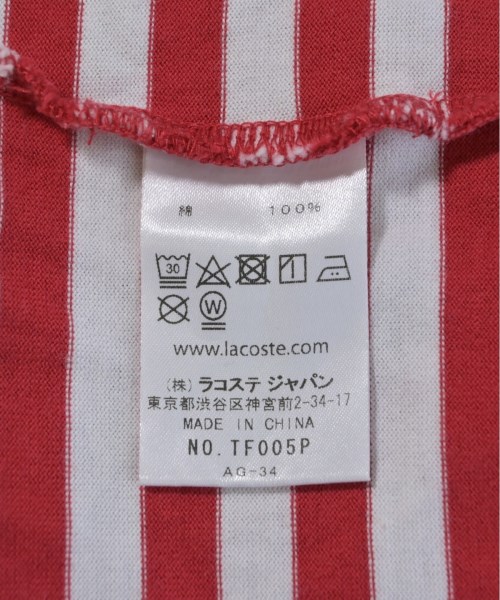 綿 100%
30
W
www.lacoste.com
(株) ラコステ ジャパン
東京都渋谷区神宮前2-34-17
MADE IN CHINA
NO. TF005P
AG-34